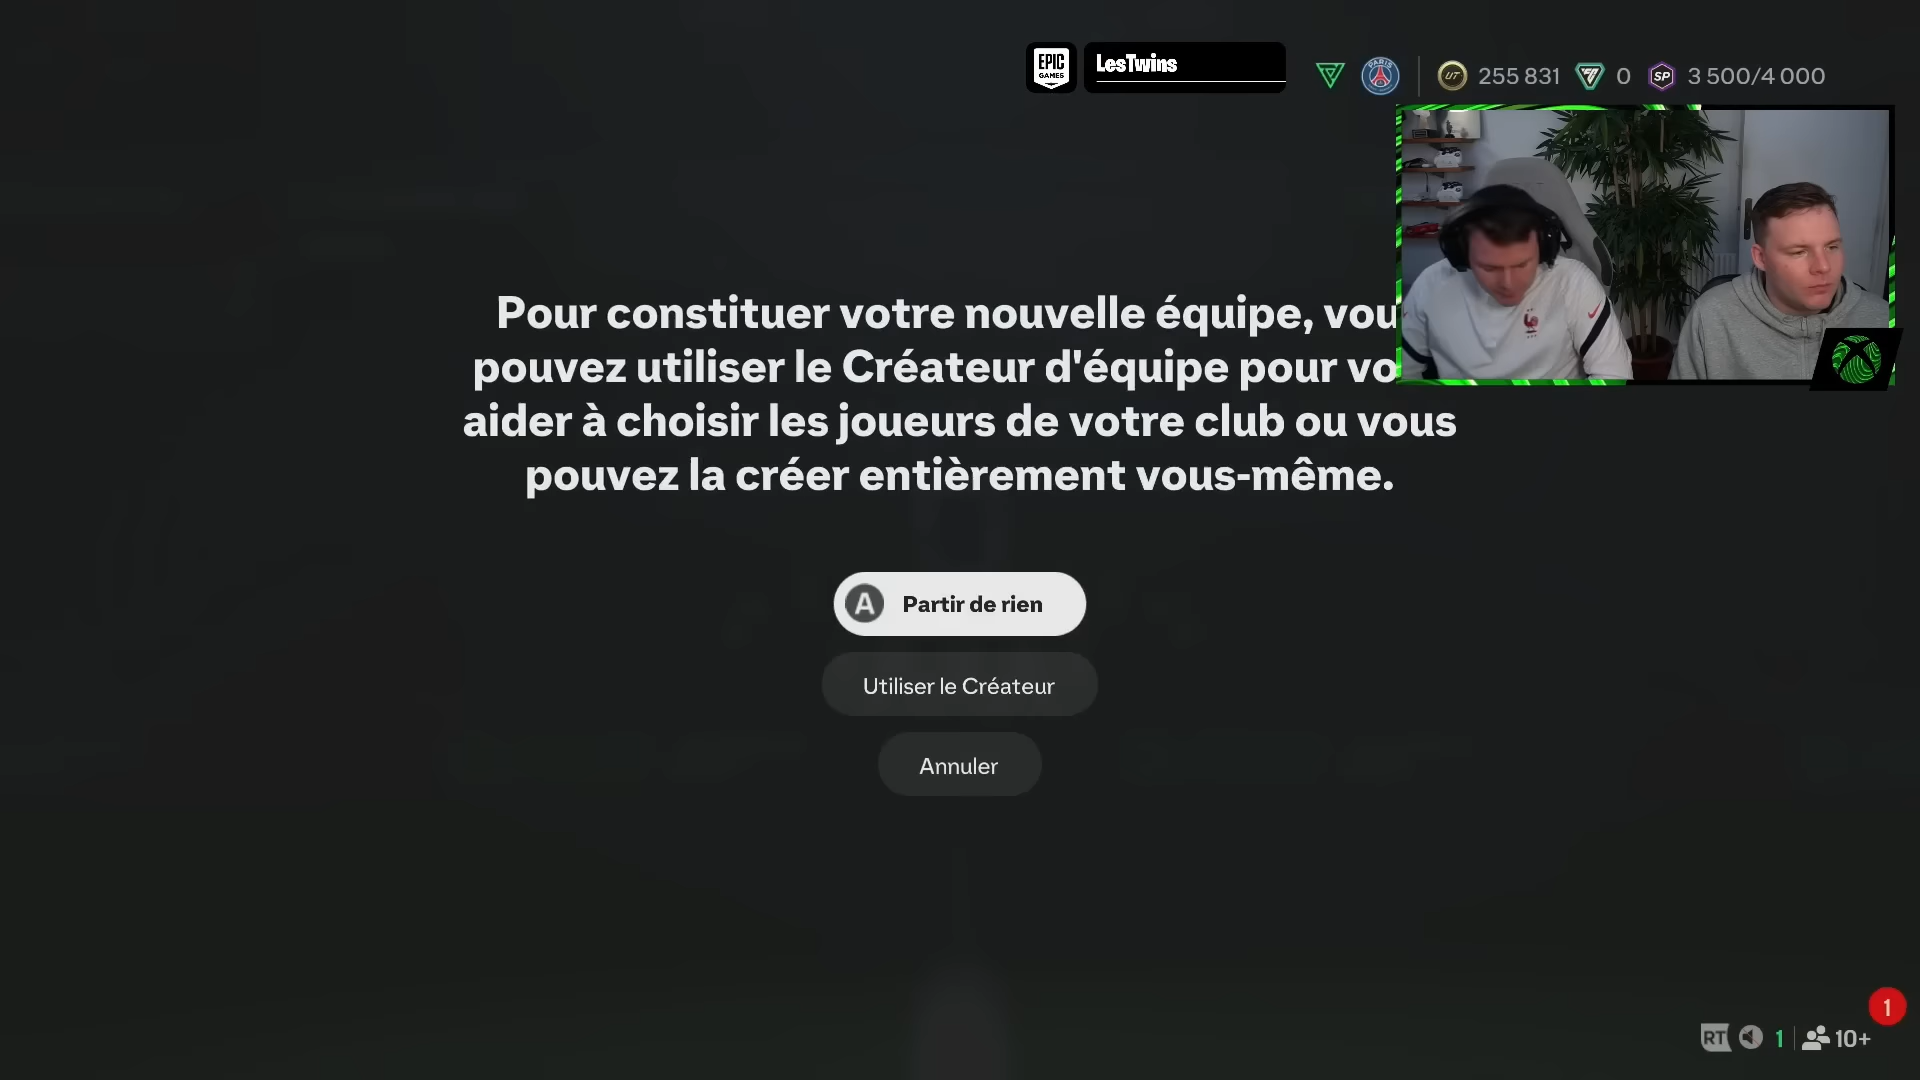 EPIC
GAMES
LesTwins
PARIS
UT
255 831
0
SP
3 500/4 000
Pour constituer votre nouvelle équipe, vou
pouvez utiliser le Créateur d'équipe pour vo
aider à choisir les joueurs de votre club ou vous
pouvez la créer entièrement vous-même.
A
Partir de rien
Utiliser le Créateur
Annuler
1
RT
1
10+